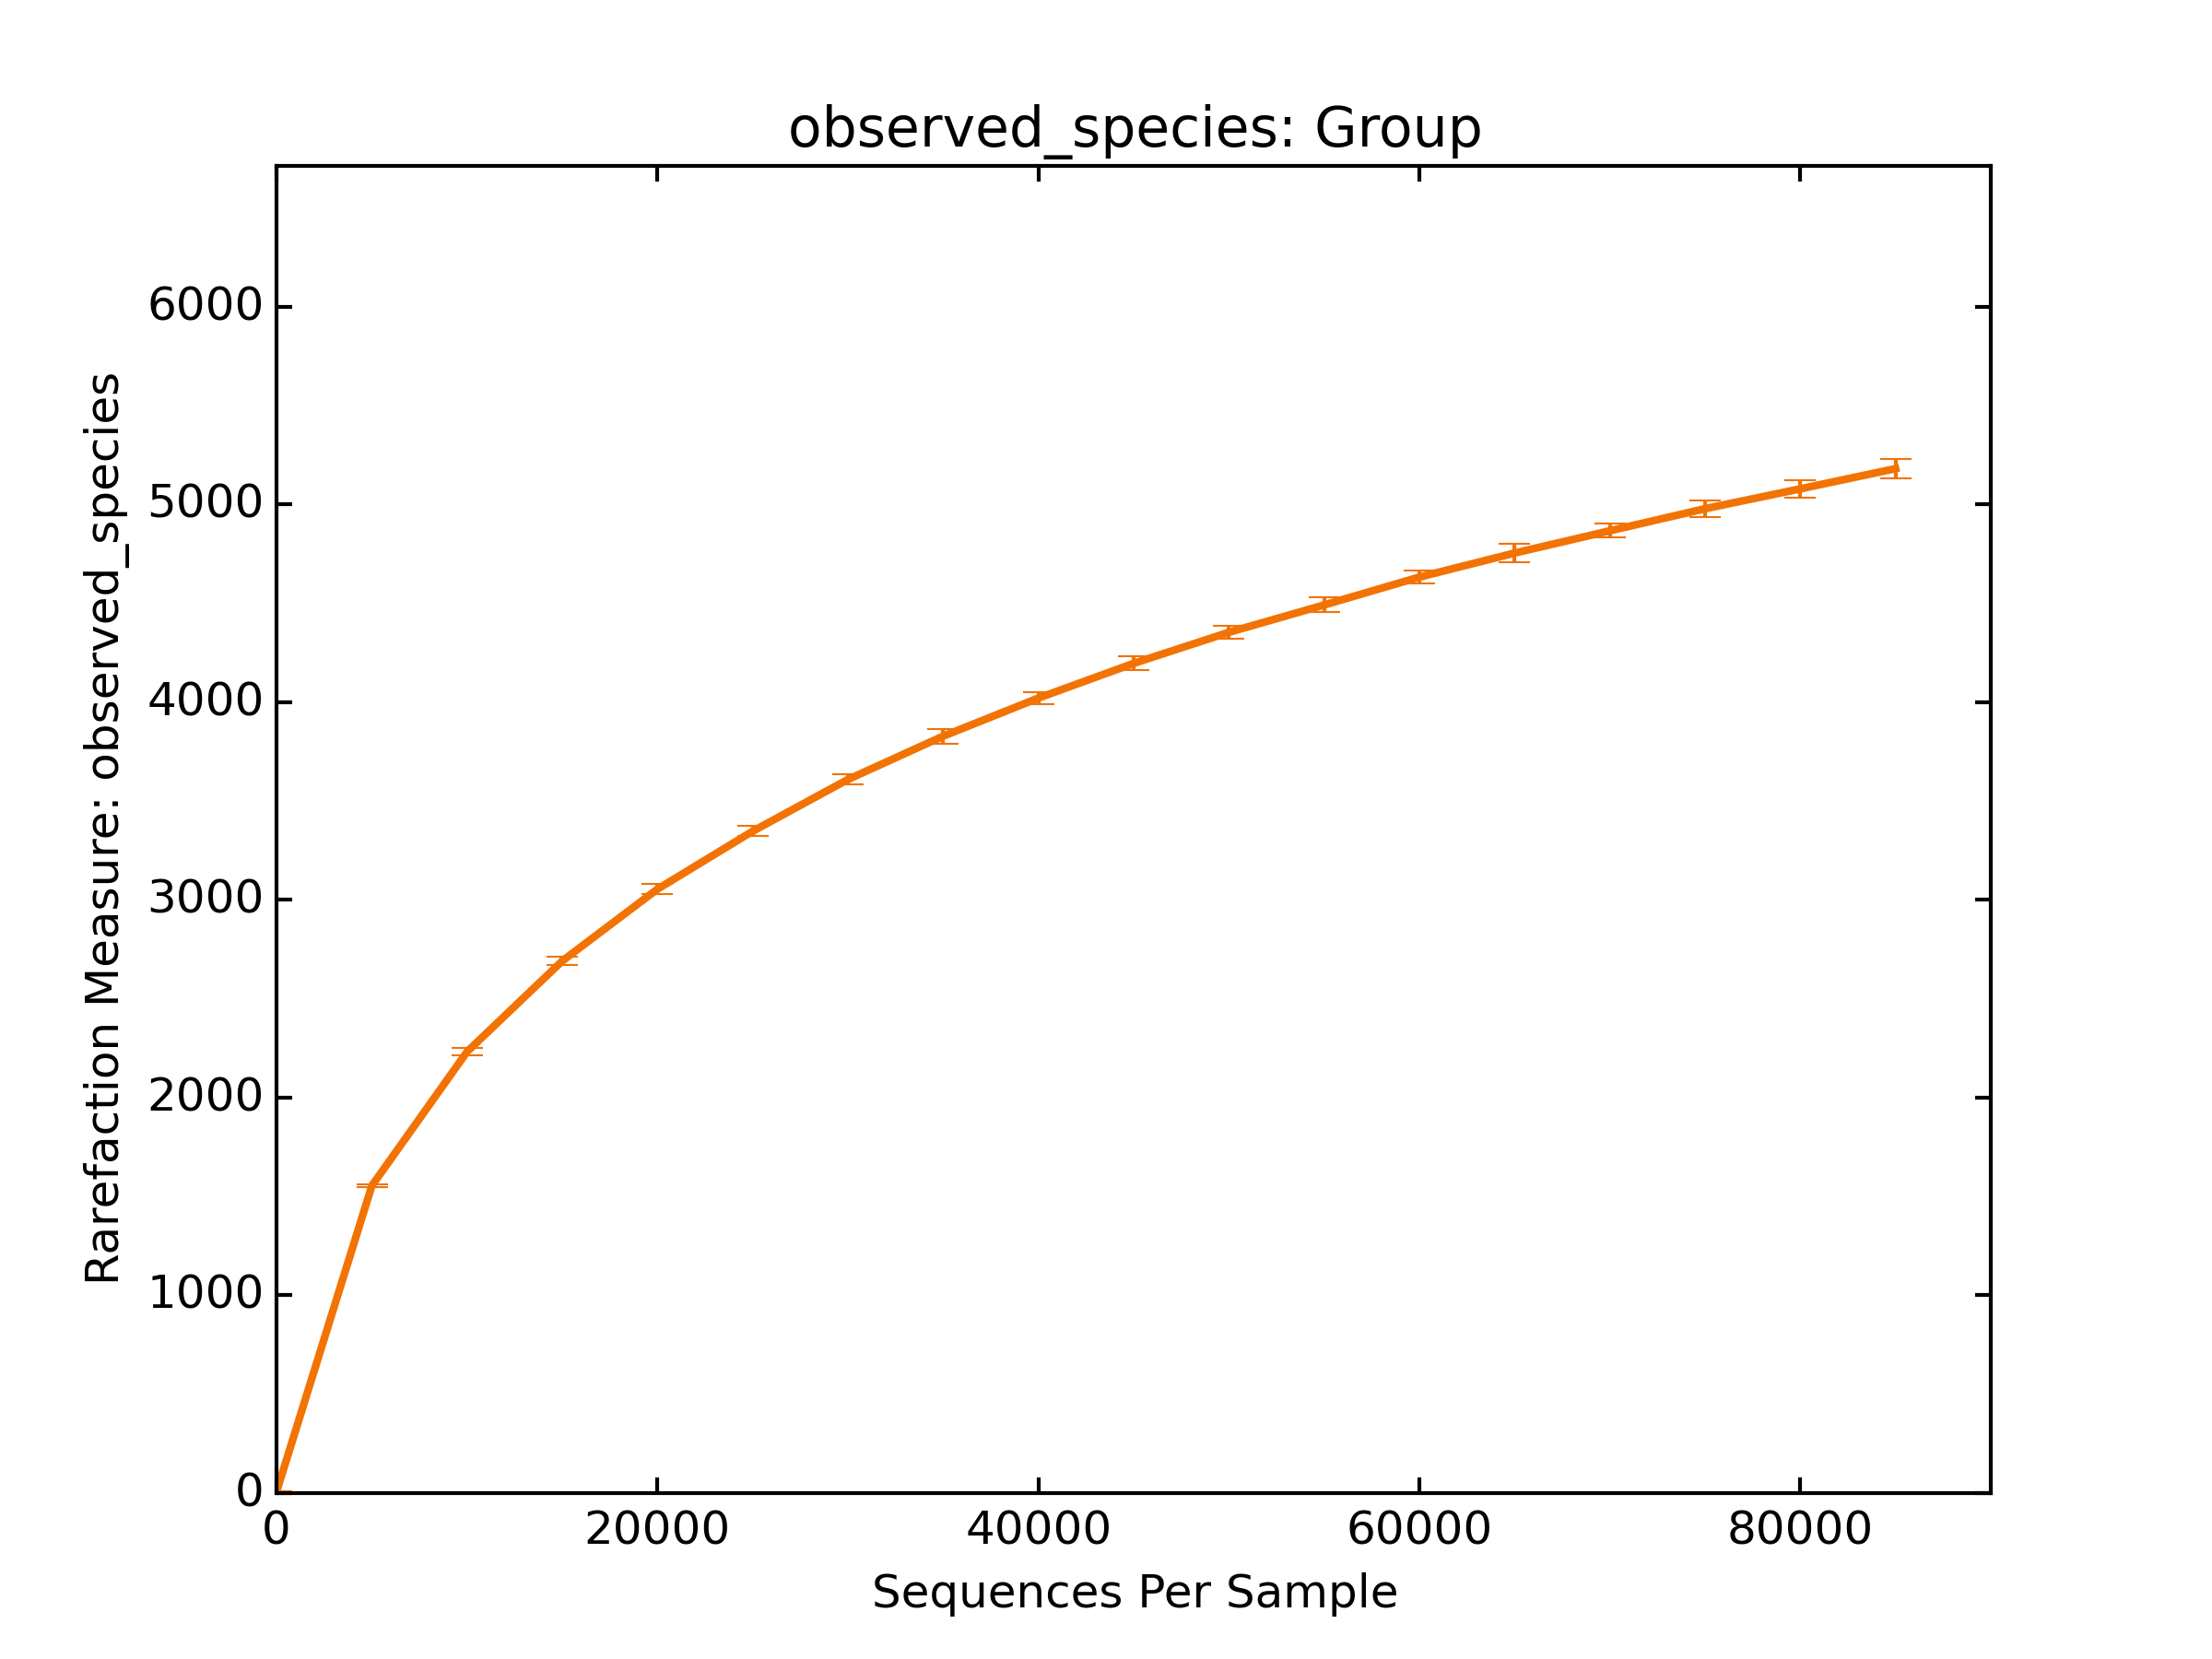 observed_species: Group
Rarefaction Measure: observed_species
6000
5000
4000
3000
2000
1000
0
0 20000 40000 60000 80000
Sequences Per Sample